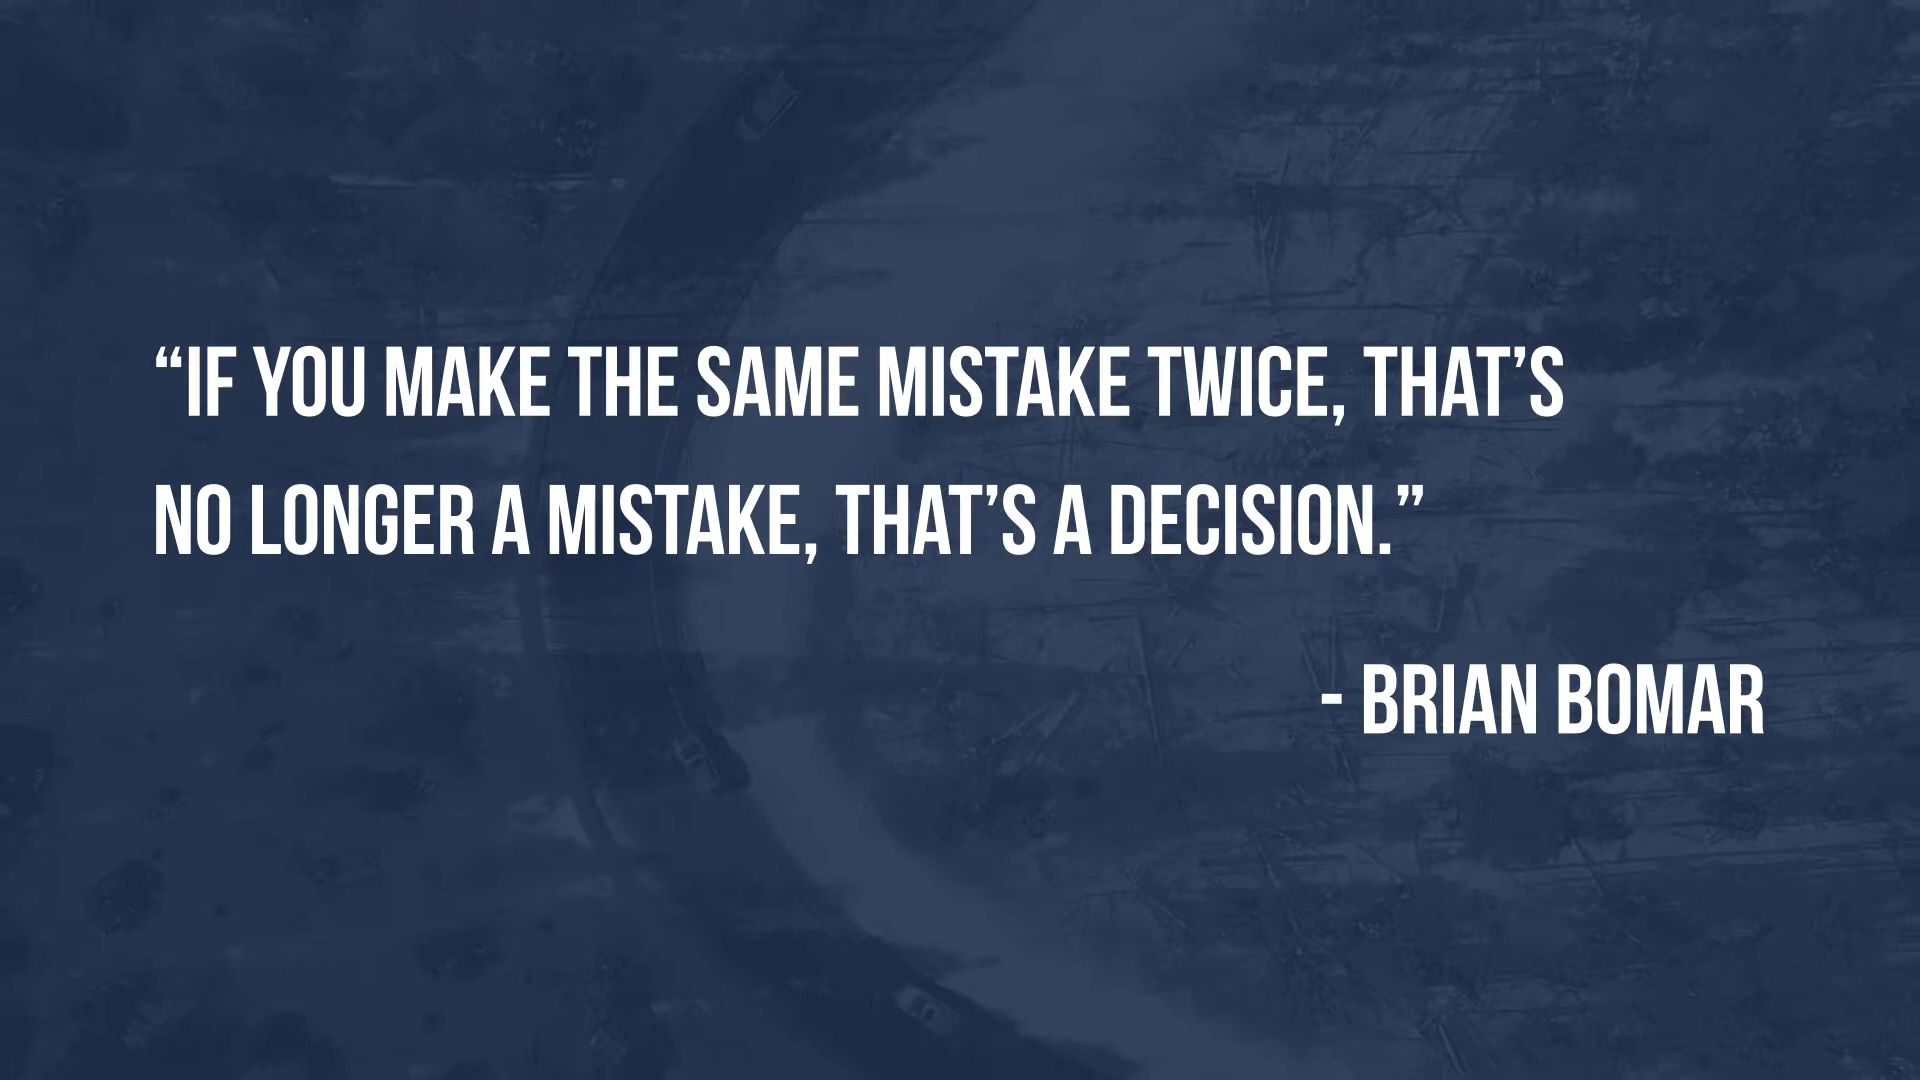 “IF YOU MAKE THE SAME MISTAKE TWICE, THAT’S
NO LONGER A MISTAKE, THAT’S A DECISION.”
- BRIAN BOMAR